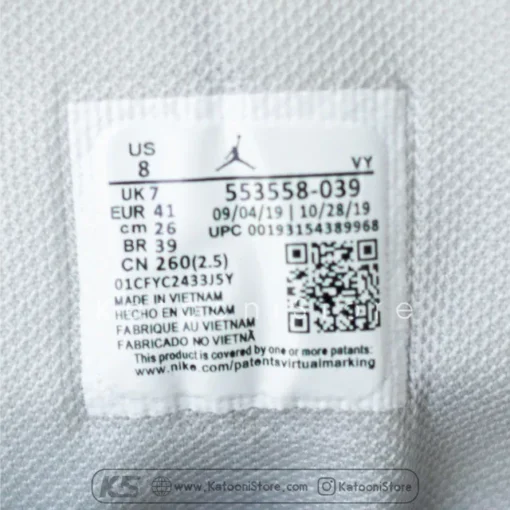 US
8
VY
UK 7
553558-039
EUR 41
09/04/19 | 10/28/19
cm 26
UPC 00193154389968
BR 39
CN 260(2.5)
01CFYC2433J5Y
MADE IN VIETNAM
HECHO EN VIETNAM
FABRIQUE AU VIETNAM
FABRICADO NO VIETNÃ
This product is covered by one or more patents:
www.nike.com/patentsvirtualmarking
KS
www.KatooniStore.com
KatooniStore